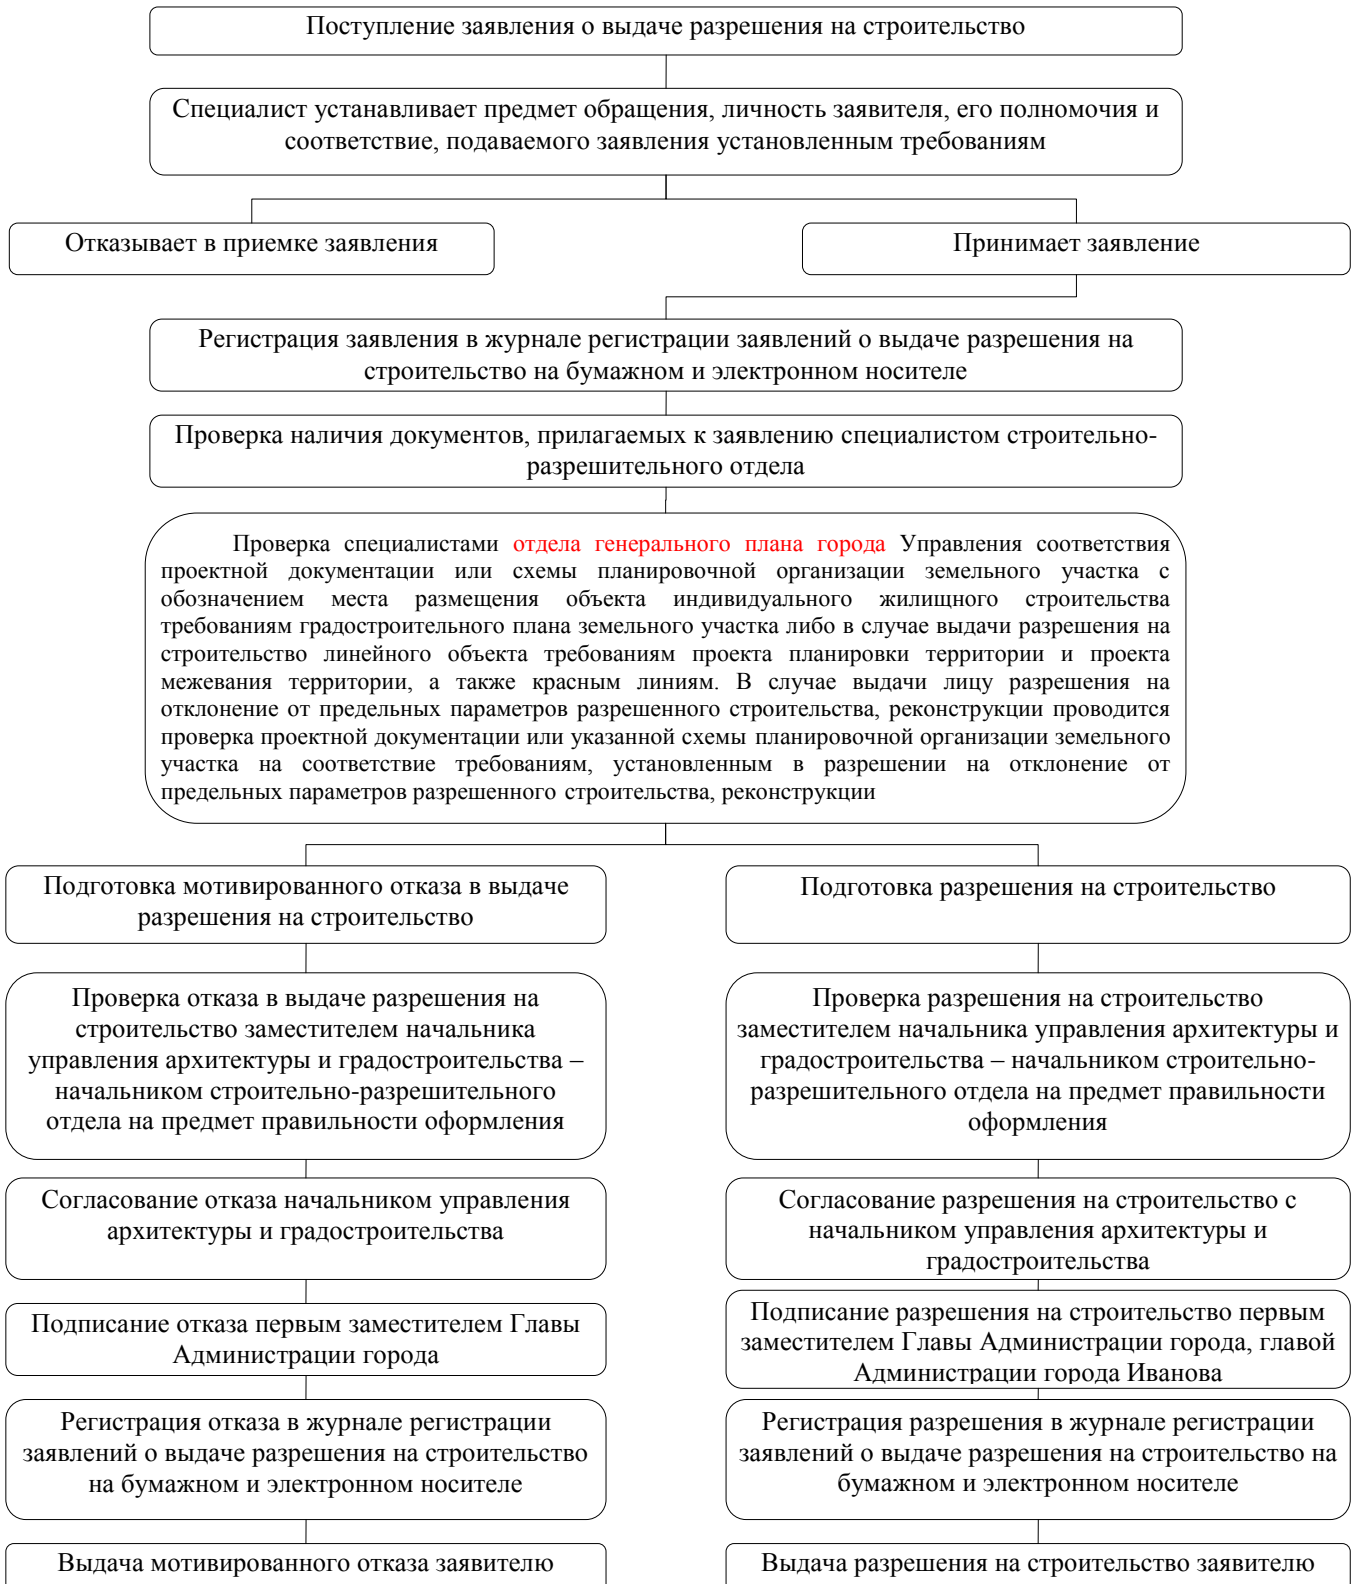 Поступление заявления о выдаче разрешения на строительство
Специалист устанавливает предмет обращения, личность заявителя, его полномочия и
соответствие, подаваемого заявления установленным требованиям
Отказывает в приемке заявления
Принимает заявление
Регистрация заявления в журнале регистрации заявлений о выдаче разрешения на
строительство на бумажном и электронном носителе
Проверка наличия документов, прилагаемых к заявлению специалистом строительно-
разрешительного отдела
Проверка специалистами отдела генерального плана города Управления соответствия
проектной документации или схемы планировочной организации земельного участка с
обозначением места размещения объекта индивидуального жилищного строительства
требованиям градостроительного плана земельного участка либо в случае выдачи разрешения на
строительство линейного объекта требованиям проекта планировки территории и проекта
межевания территории, а также красным линиям. В случае выдачи лицу разрешения на
отклонение от предельных параметров разрешенного строительства, реконструкции проводится
проверка проектной документации или указанной схемы планировочной организации земельного
участка на соответствие требованиям, установленным в разрешении на отклонение от
предельных параметров разрешенного строительства, реконструкции
Подготовка мотивированного отказа в выдаче
разрешения на строительство
Проверка отказа в выдаче разрешения на
строительство заместителем начальника
управления архитектуры и градостроительства –
начальником строительно-разрешительного
отдела на предмет правильности оформления
Согласование отказа начальником управления
архитектуры и градостроительства
Подписание отказа первым заместителем Главы
Администрации города
Регистрация отказа в журнале регистрации
заявлений о выдаче разрешения на строительство
на бумажном и электронном носителе
Выдача мотивированного отказа заявителю
Подготовка разрешения на строительство
Проверка разрешения на строительство
заместителем начальника управления архитектуры и
градостроительства – начальником строительно-
разрешительного отдела на предмет правильности
оформления
Согласование разрешения на строительство с
начальником управления архитектуры и
градостроительства
Подписание разрешения на строительство первым
заместителем Главы Администрации города, главой
Администрации города Иванова
Регистрация разрешения в журнале регистрации
заявлений о выдаче разрешения на строительство на
бумажном и электронном носителе
Выдача разрешения на строительство заявителю